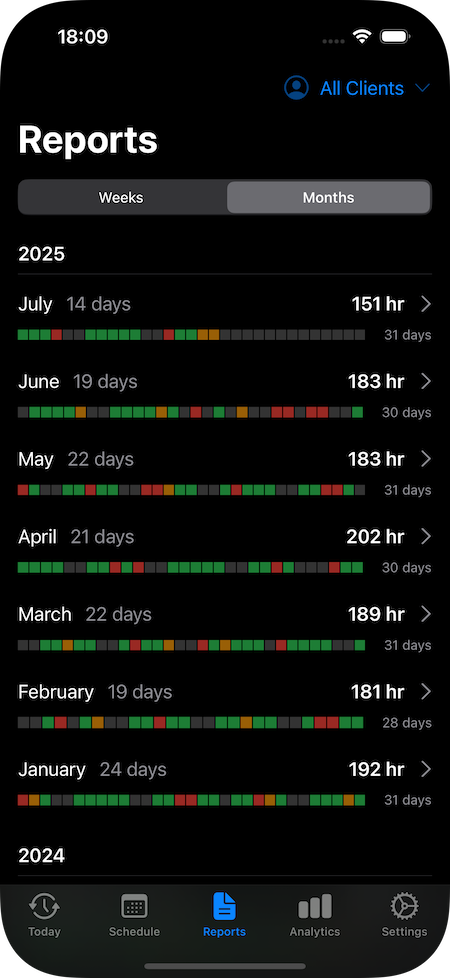 18:09
All Clients
Reports
Weeks Months
2025
July 14 days 151 hr
31 days
June 19 days 183 hr
30 days
May 22 days 183 hr
31 days
April 21 days 202 hr
30 days
March 22 days 189 hr
31 days
February 19 days 181 hr
28 days
January 24 days 192 hr
31 days
2024
Today Schedule Reports Analytics Settings